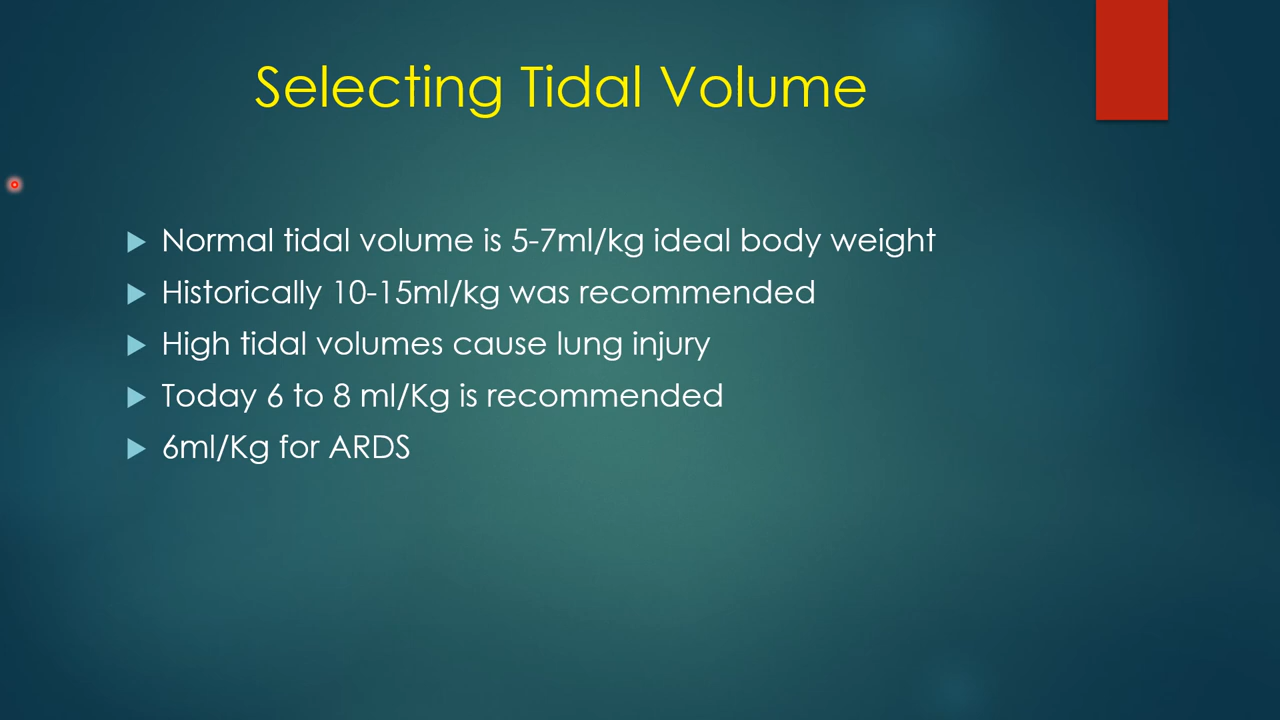 Selecting Tidal Volume
Normal tidal volume is 5-7ml/kg ideal body weight
Historically 10-15ml/kg was recommended
High tidal volumes cause lung injury
Today 6 to 8 ml/Kg is recommended
6ml/Kg for ARDS